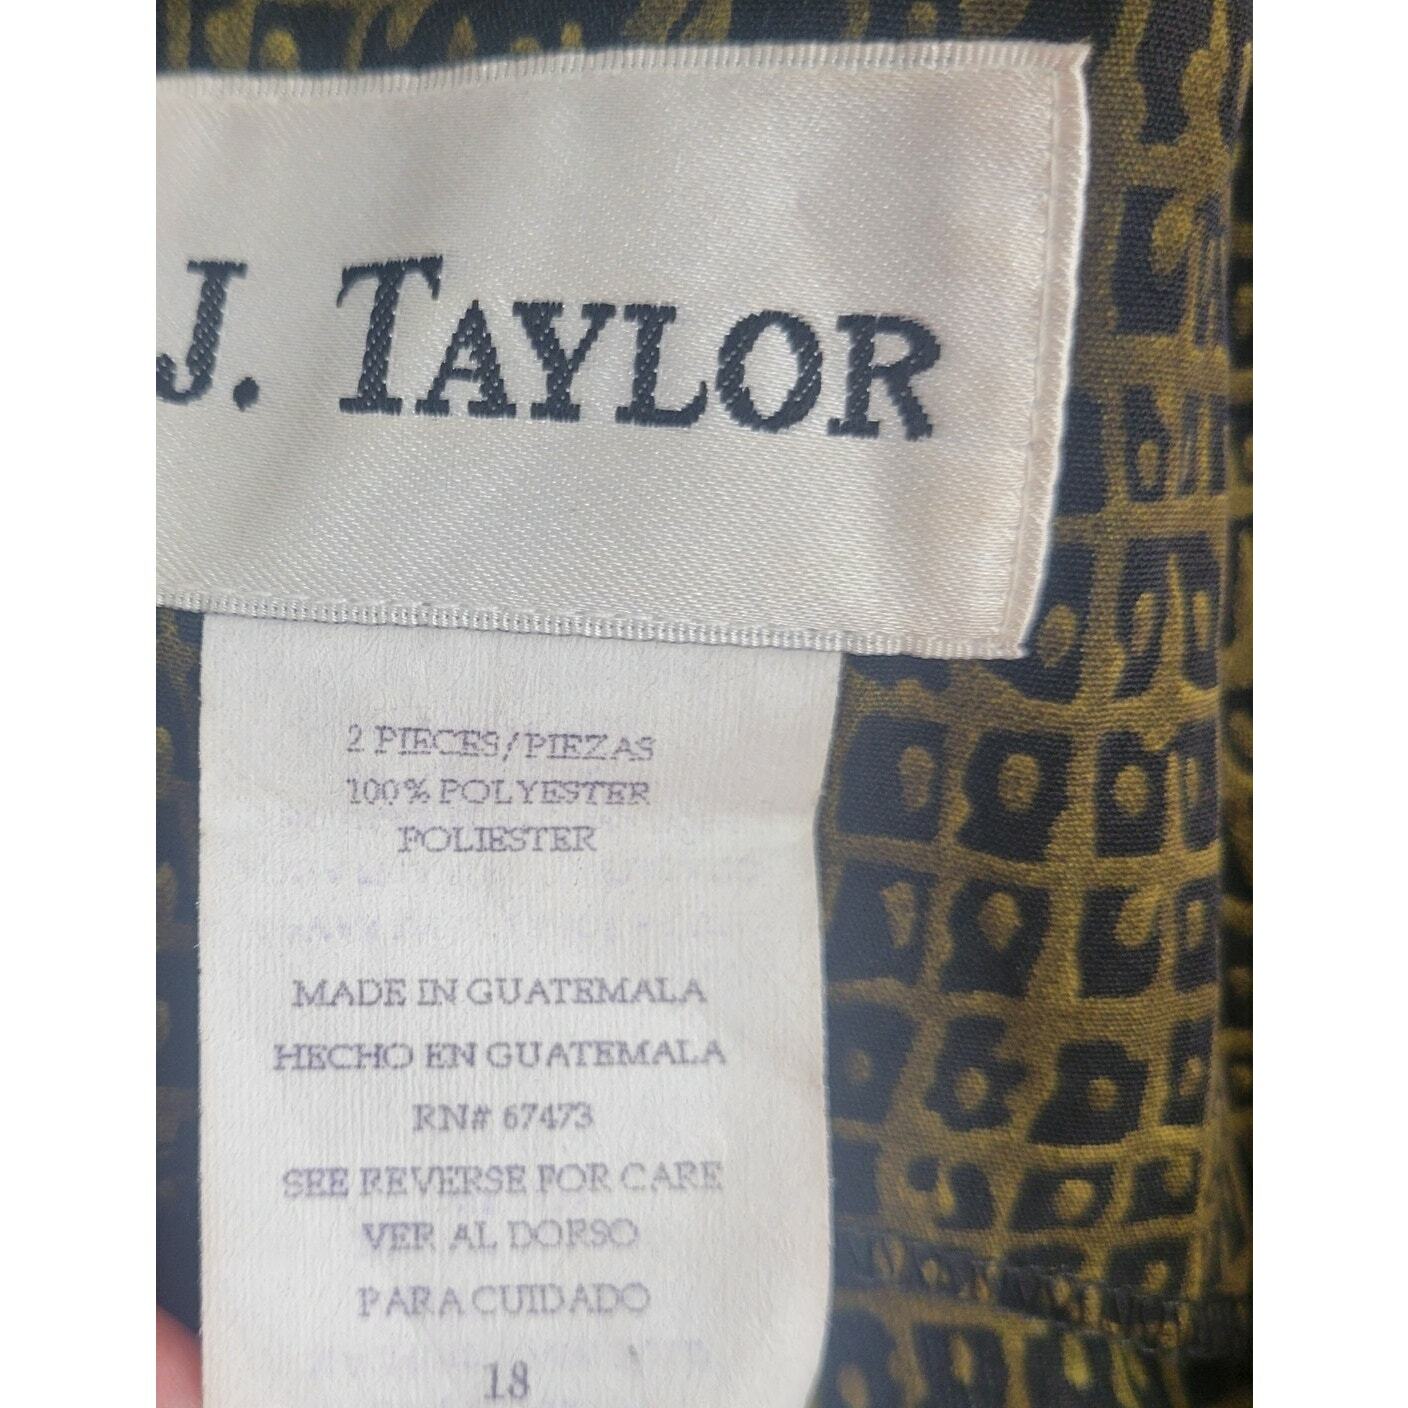 J. TAYLOR
2 PIECES/PIEZAS
100% POLYESTER
POLIESTER
MADE IN GUATEMALA
HECHO EN GUATEMALA
RN# 67473
SEE REVERSE FOR CARE
VER AL DORSO
PARA CUIDADO
18